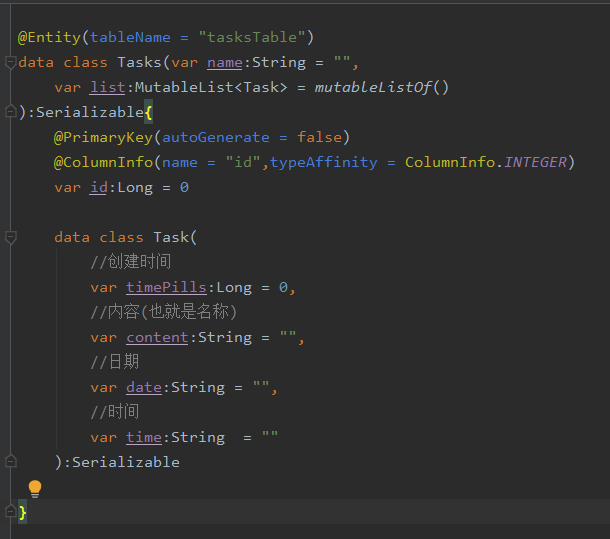 @Entity(tableName = "tasksTable")
data class Tasks(var name:String = "",
    var list:MutableList<Task> = mutableListOf()
):Serializable{
    @PrimaryKey(autoGenerate = false)
    @ColumnInfo(name = "id",typeAffinity = ColumnInfo.INTEGER)
    var id:Long = 0

    data class Task(
        //创建时间
        var timePills:Long = 0,
        //内容(也就是名称)
        var content:String = "",
        //日期
        var date:String = "",
        //时间
        var time:String  = ""
    ):Serializable

}